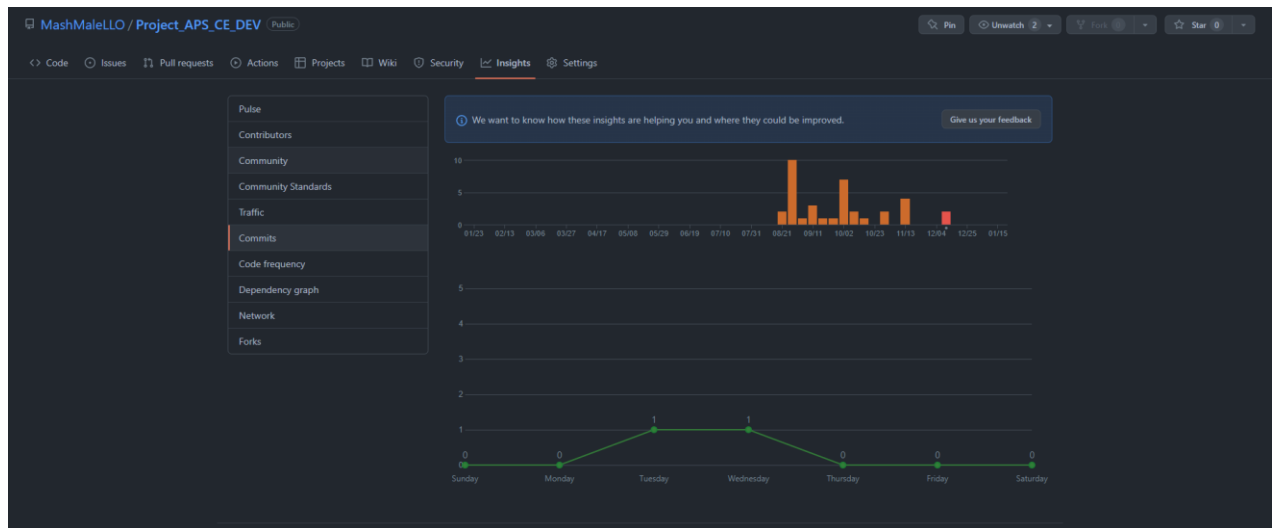 MashMaleLLO / Project_APS_CE_DEV Public
Pin Unwatch 2 Fork 0 Star 0
Code Issues Pull requests Actions Projects Wiki Security Insights Settings
Pulse
Contributors
Community
Community Standards
Traffic
Commits
Code frequency
Dependency graph
Network
Forks
We want to know how these insights are helping you and where they could be improved. Give us your feedback
10
5
0
01/23 02/13 03/06 03/27 04/17 05/08 05/29 06/19 07/10 07/31 08/21 09/11 10/02 10/23 11/13 12/04 12/25 01/15
5
4
3
2
1 1
1
0 0 0 0 0
0
Sunday Monday Tuesday Wednesday Thursday Friday Saturday